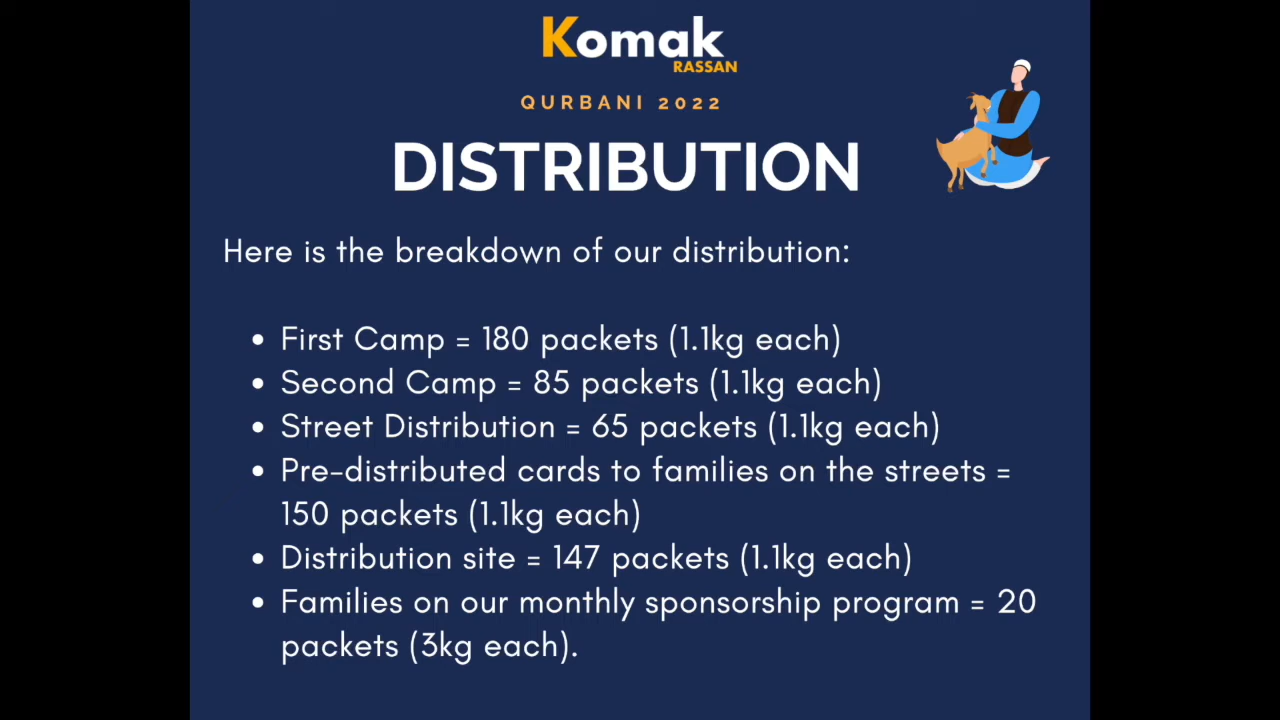 Komak
RASSAN
QURBANI 2022
DISTRIBUTION
Here is the breakdown of our distribution:
• First Camp = 180 packets (1.1kg each)
• Second Camp = 85 packets (1.1kg each)
• Street Distribution = 65 packets (1.1kg each)
• Pre-distributed cards to families on the streets =
150 packets (1.1kg each)
• Distribution site = 147 packets (1.1kg each)
• Families on our monthly sponsorship program = 20
packets (3kg each).